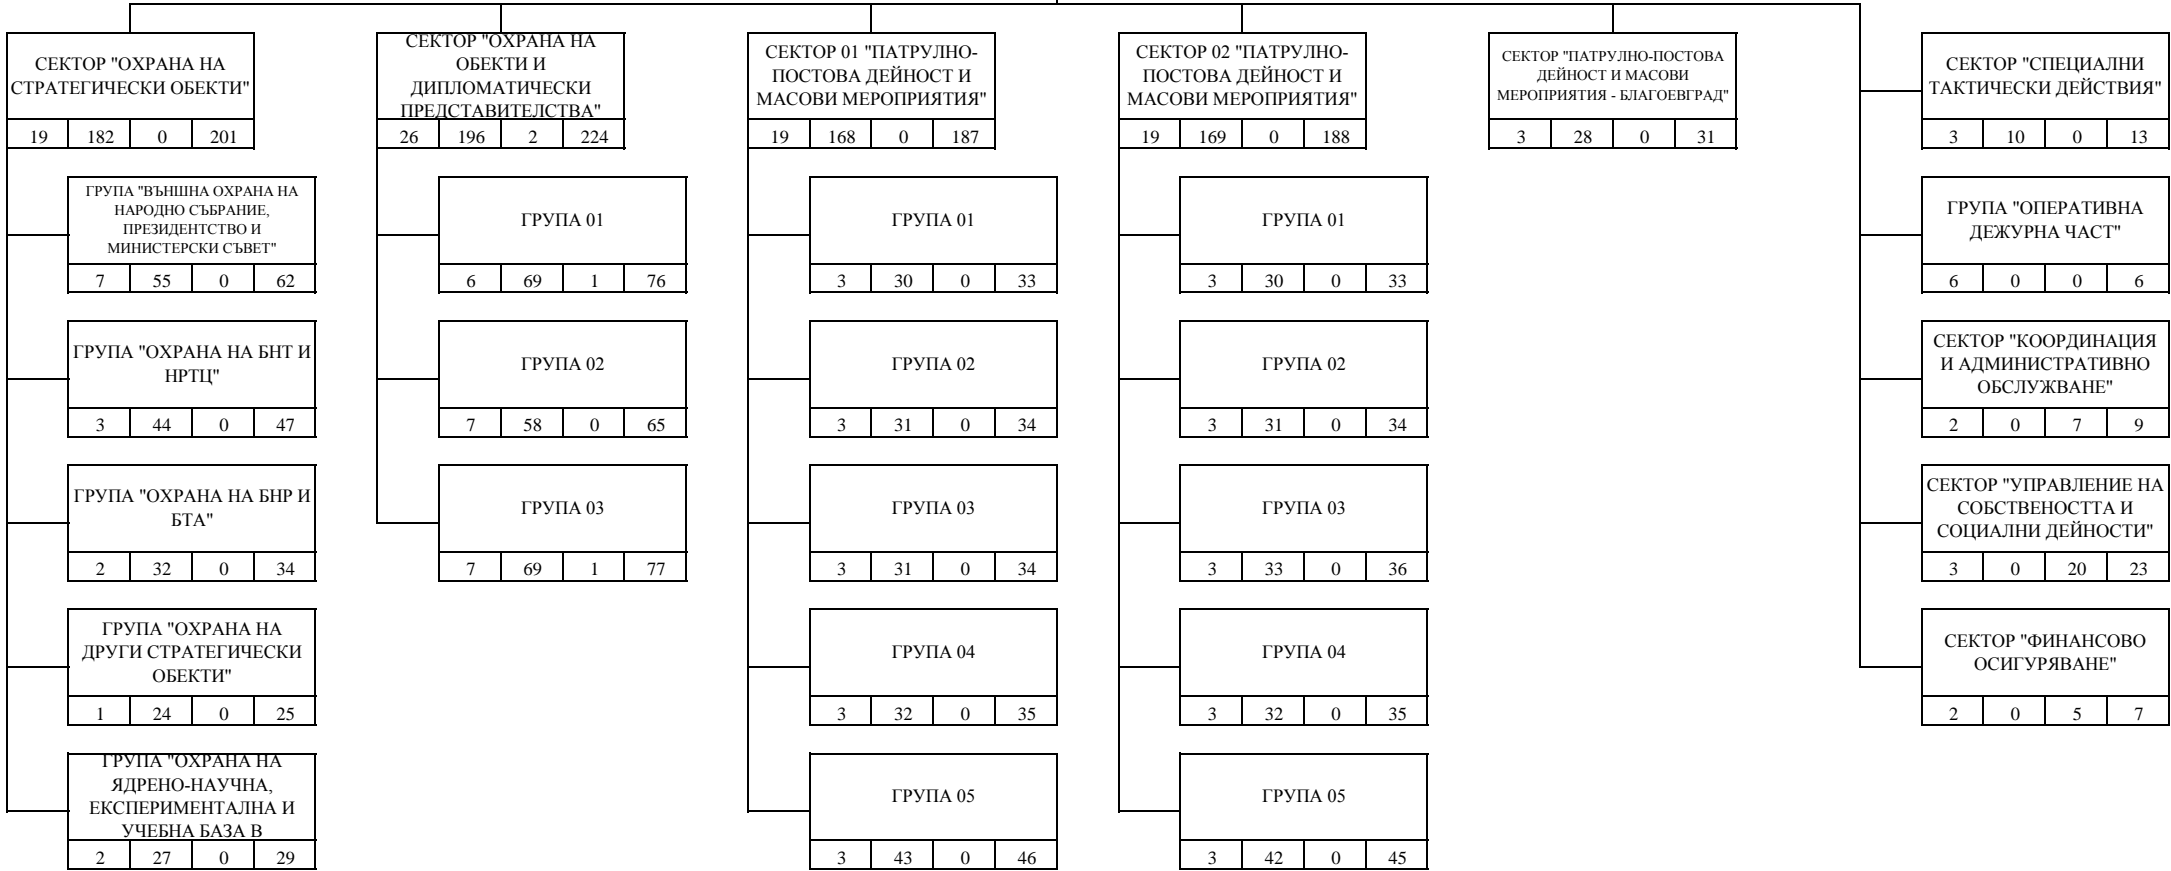 СЕКТОР "ОХРАНА НА
СТРАТЕГИЧЕСКИ ОБЕКТИ"
19 182 0 201
ГРУПА "ВЪНШНА ОХРАНА НА
НАРОДНО СЪБРАНИЕ,
ПРЕЗИДЕНТСТВО И
МИНИСТЕРСКИ СЪВЕТ"
7 55 0 62
ГРУПА "ОХРАНА НА БНТ И
НРТЦ"
3 44 0 47
ГРУПА "ОХРАНА НА БНР И
БТА"
2 32 0 34
ГРУПА "ОХРАНА НА
ДРУГИ СТРАТЕГИЧЕСКИ
ОБЕКТИ"
1 24 0 25
ГРУПА "ОХРАНА НА
ЯДРЕНО-НАУЧНА,
ЕКСПЕРИМЕНТАЛНА И
УЧЕБНА БАЗА В
2 27 0 29
СЕКТОР "ОХРАНА НА
ОБЕКТИ И
ДИПЛОМАТИЧЕСКИ
ПРЕДСТАВИТЕЛСТВА"
26 196 2 224
ГРУПА 01
6 69 1 76
ГРУПА 02
7 58 0 65
ГРУПА 03
7 69 1 77
СЕКТОР 01 "ПАТРУЛНО-
ПОСТОВА ДЕЙНОСТ И
МАСОВИ МЕРОПРИЯТИЯ"
19 168 0 187
ГРУПА 01
3 30 0 33
ГРУПА 02
3 31 0 34
ГРУПА 03
3 31 0 34
ГРУПА 04
3 32 0 35
ГРУПА 05
3 43 0 46
СЕКТОР 02 "ПАТРУЛНО-
ПОСТОВА ДЕЙНОСТ И
МАСОВИ МЕРОПРИЯТИЯ"
19 169 0 188
ГРУПА 01
3 30 0 33
ГРУПА 02
3 31 0 34
ГРУПА 03
3 33 0 36
ГРУПА 04
3 32 0 35
ГРУПА 05
3 42 0 45
СЕКТОР "ПАТРУЛНО-ПОСТОВА
ДЕЙНОСТ И МАСОВИ
МЕРОПРИЯТИЯ - БЛАГОЕВГРАД"
3 28 0 31
СЕКТОР "СПЕЦИАЛНИ
ТАКТИЧЕСКИ ДЕЙСТВИЯ"
3 10 0 13
ГРУПА "ОПЕРАТИВНА
ДЕЖУРНА ЧАСТ"
6 0 0 6
СЕКТОР "КООРДИНАЦИЯ
И АДМИНИСТРАТИВНО
ОБСЛУЖВАНЕ"
2 0 7 9
СЕКТОР "УПРАВЛЕНИЕ НА
СОБСТВЕНОСТТА И
СОЦИАЛНИ ДЕЙНОСТИ"
3 0 20 23
СЕКТОР "ФИНАНСОВО
ОСИГУРЯВАНЕ"
2 0 5 7